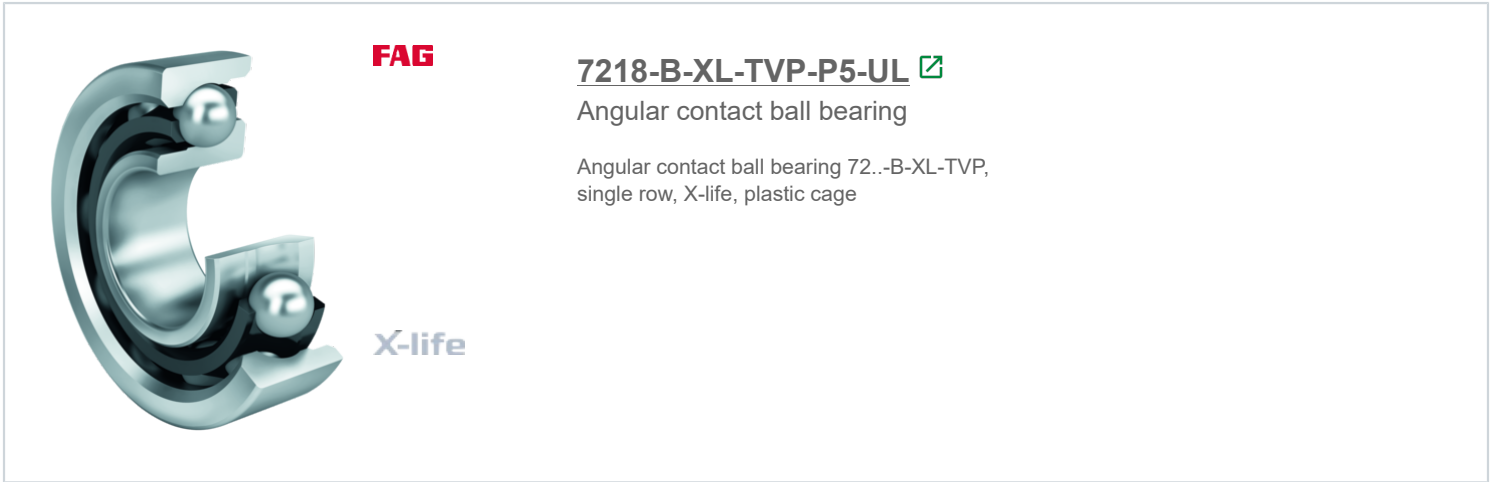 FAG
7218-B-XL-TVP-P5-UL
Angular contact ball bearing
Angular contact ball bearing 72..-B-XL-TVP,
single row, X-life, plastic cage
X-life